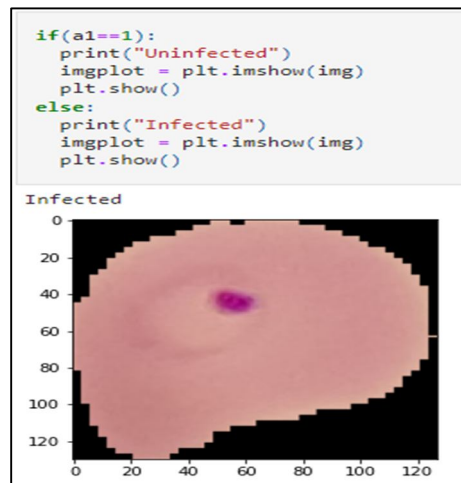 if(a1==1):
  print("Uninfected")
  imgplot = plt.imshow(img)
  plt.show()
else:
  print("Infected")
  imgplot = plt.imshow(img)
  plt.show()
Infected
0
20
40
60
80
100
120
0 20 40 60 80 100 120